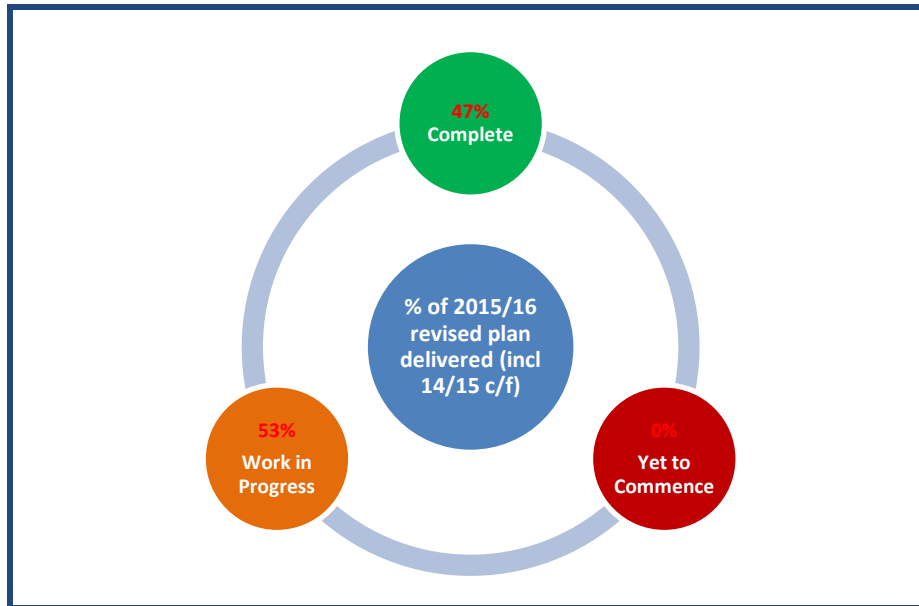 47%
Complete
% of 2015/16
revised plan
delivered (incl
14/15 c/f)
53%
Work in
Progress
0%
Yet to
Commence